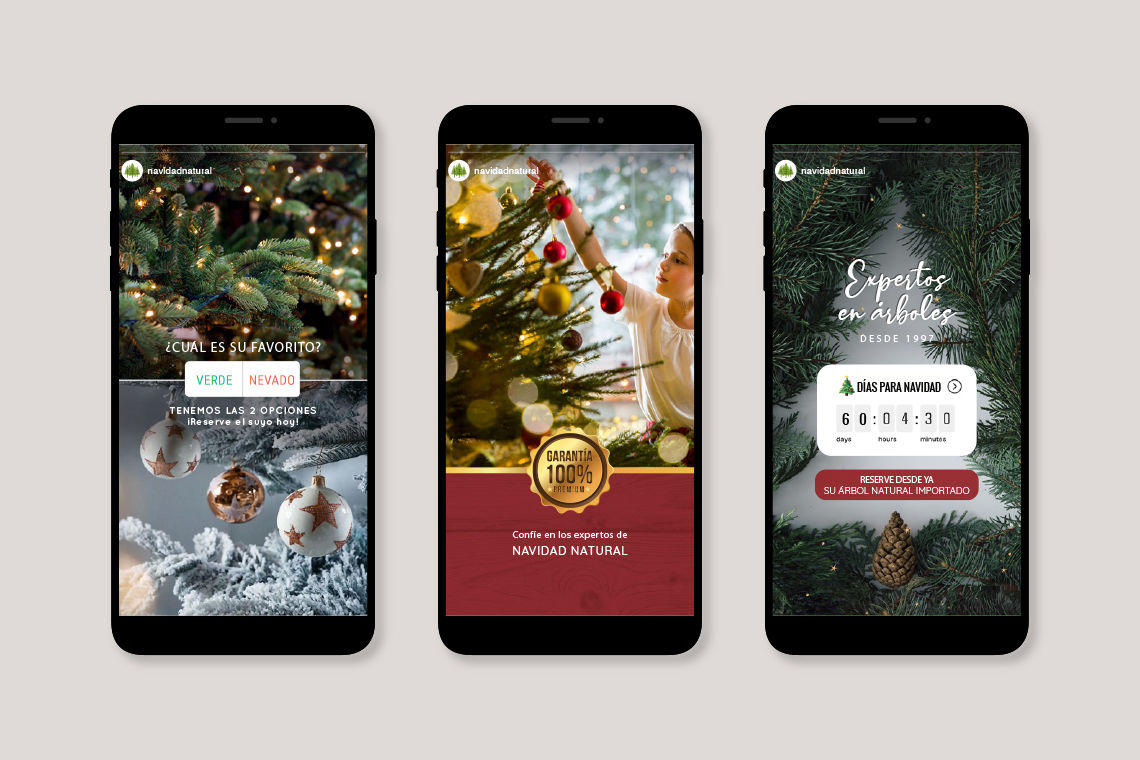 navidadnatural
¿CUÁL ES SU FAVORITO?
VERDE NEVADO
TENEMOS LAS 2 OPCIONES
¡Reserve el suyo hoy!
navidadnatural
GARANTÍA
100%
PREMIUM
Confíe en los expertos de
NAVIDAD NATURAL
navidadnatural
Expertos
en árboles
DESDE 1997
DÍAS PARA NAVIDAD
60:04:30
days hours minutes
RESERVE DESDE YA
SU ÁRBOL NATURAL IMPORTADO